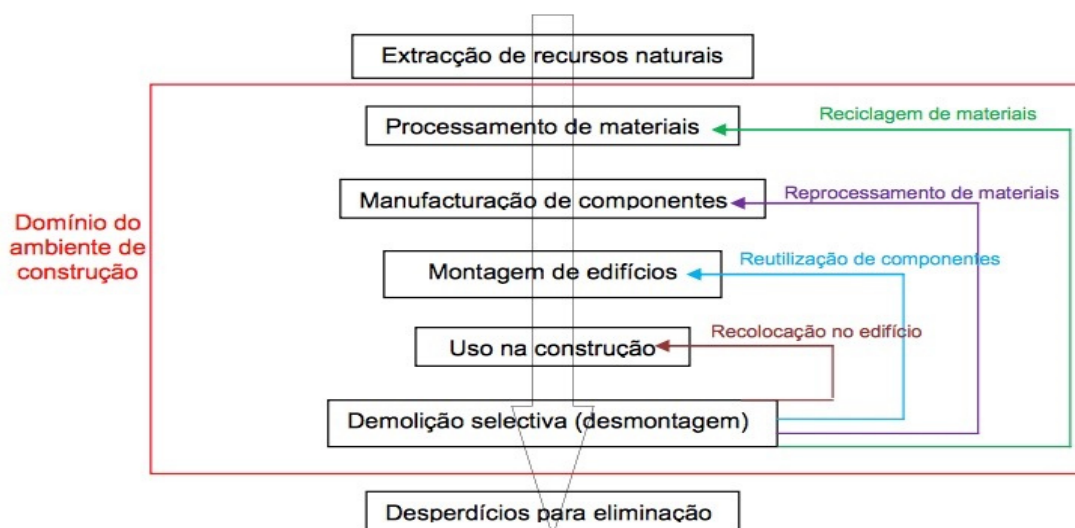 Extracção de recursos naturais
Processamento de materiais
Reciclagem de materiais
Manufacturação de componentes
Reprocessamento de materiais
Domínio do
ambiente de
construção
Montagem de edifícios
Reutilização de componentes
Uso na construção
Recolocação no edifício
Demolição selectiva (desmontagem)
Desperdícios para eliminação